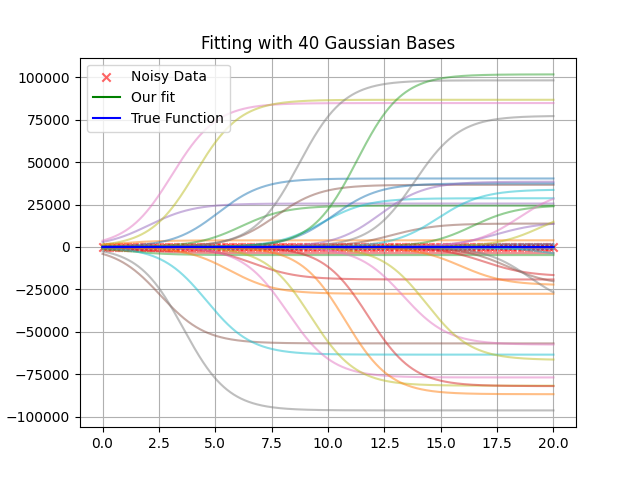 Fitting with 40 Gaussian Bases
Noisy Data
Our fit
True Function
100000
75000
50000
25000
0
−25000
−50000
−75000
−100000
0.0 2.5 5.0 7.5 10.0 12.5 15.0 17.5 20.0